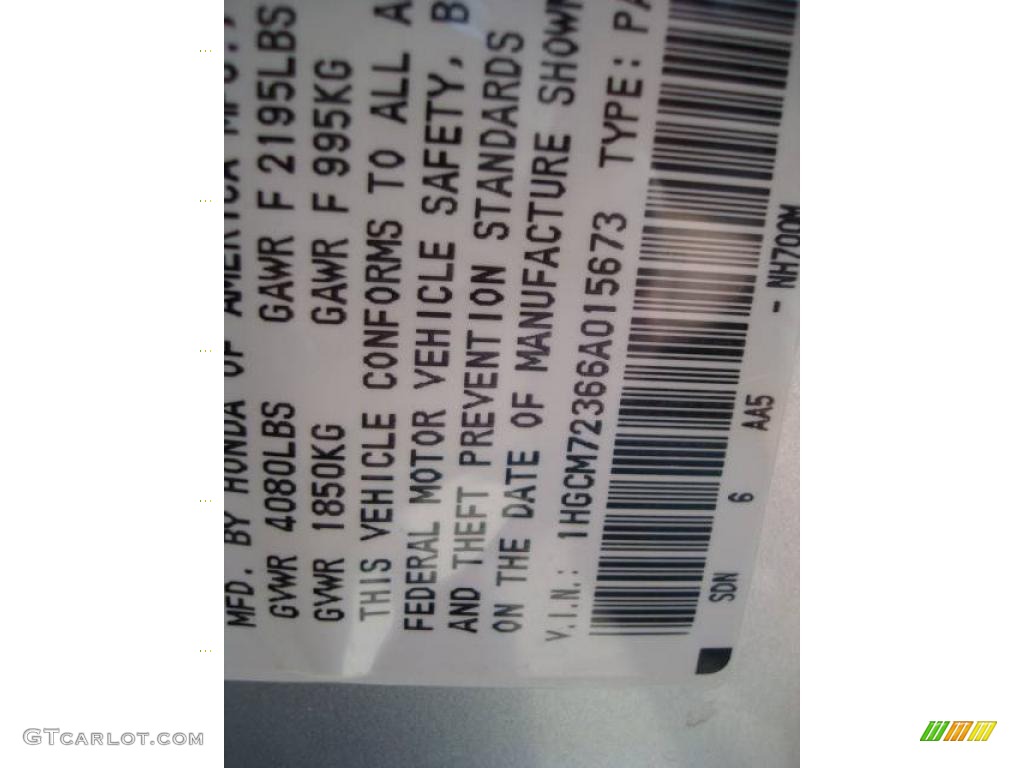 MFD. BY HONDA OF AMERICA MFG.
GVWR 4080LBS GAWR F 2195LBS
GVWR 1850KG GAWR F 995KG
THIS VEHICLE CONFORMS TO ALL A
FEDERAL MOTOR VEHICLE SAFETY, B
AND THEFT PREVENTION STANDARDS
ON THE DATE OF MANUFACTURE SHOWN
V.I.N.: 1HGCM72366A015673 TYPE: PA
SDN 6 AA5 - NH700M
GTCARLOT.COM